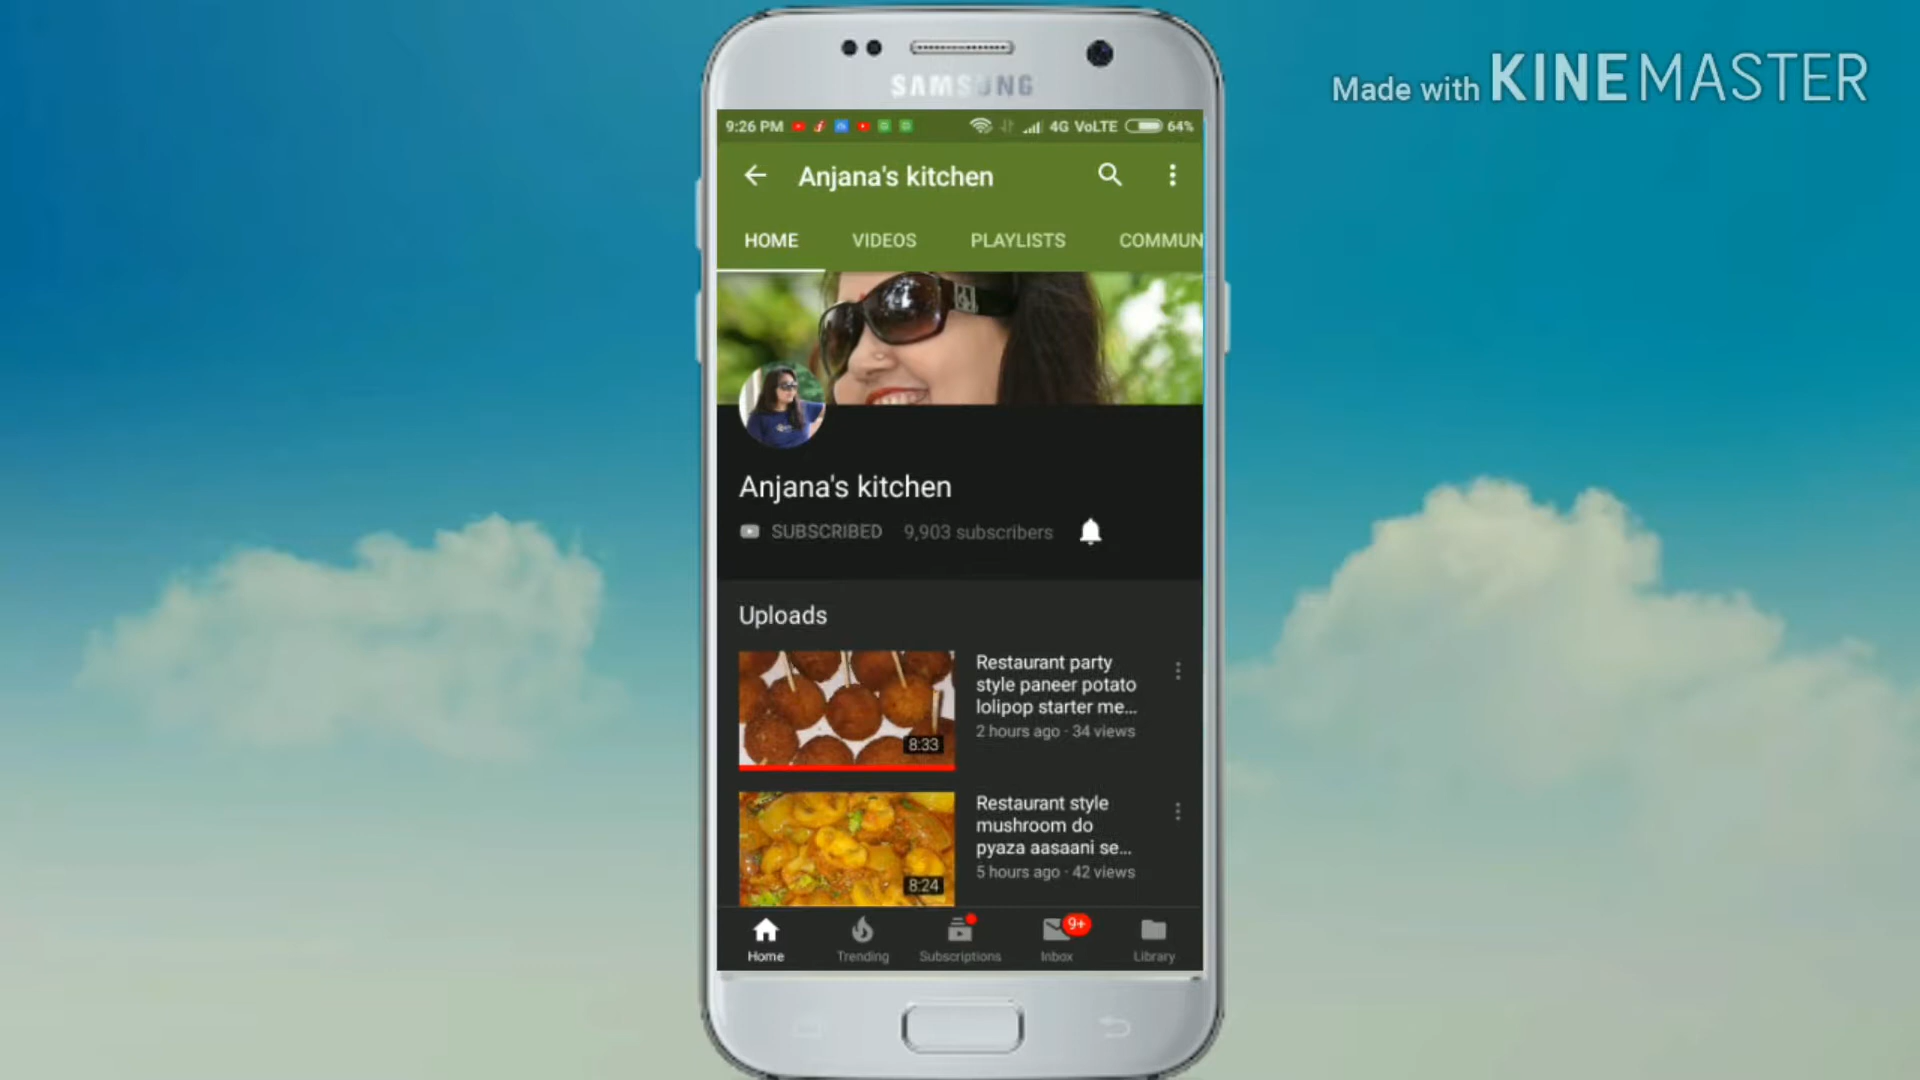 Made with KINEMASTER
SAMSUNG
9:26 PM 4G VoLTE 64%
Anjana's kitchen
HOME VIDEOS PLAYLISTS COMMUN
Anjana's kitchen
SUBSCRIBED 9,903 subscribers
Uploads
Restaurant party
style paneer potato
lolipop starter me...
2 hours ago · 34 views
8:33
Restaurant style
mushroom do
pyaza aasaani se...
5 hours ago · 42 views
8:24
9+
Home Trending Subscriptions Inbox Library